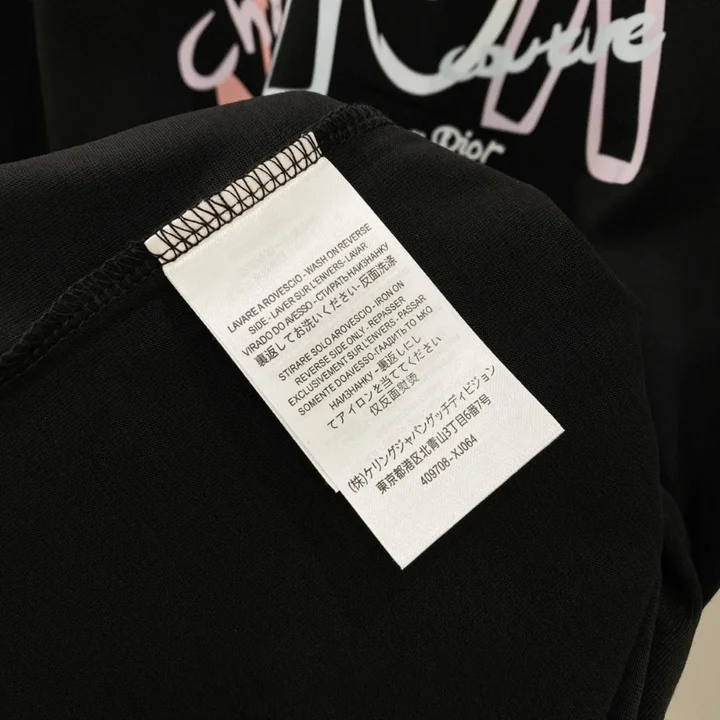 Ch
couture
Dior
LAVARE A ROVESCIO - WASH ON REVERSE
SIDE - LAVER SUR L'ENVERS - LAVAR
VIRADO DO AVESSO - СТИРАТЬ НАИЗНАНКУ
裏返してお洗いください - 反面洗涤
STIRARE SOLO A ROVESCIO - IRON ON
REVERSE SIDE ONLY - REPASSER
EXCLUSIVEMENT SUR L'ENVERS - PASSAR
SOMENTE DOAVESSO - ГЛАДИТЬ ТО ЬКО
НАИЗНАНКУ - 裏返しにし
てアイロンを当ててください
仅反面熨烫
(株)ケリングジャパングッチディビジョン
東京都港区北青山3丁目6番7号
409708 - XJ064